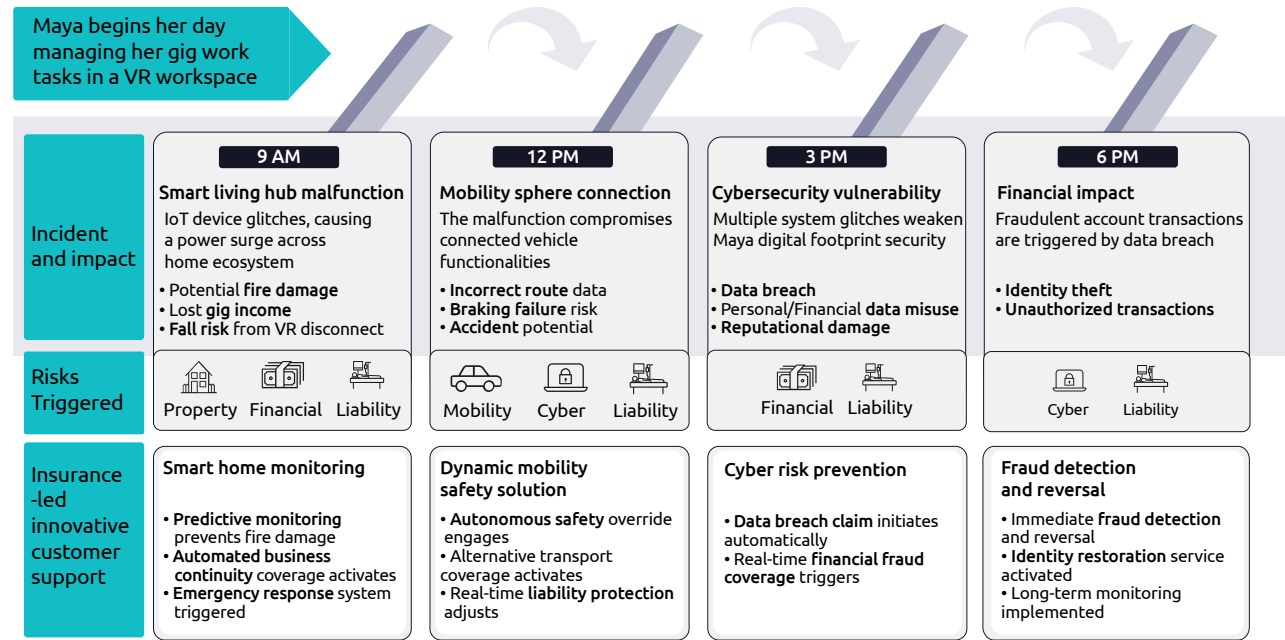 Maya begins her day
managing her gig work
tasks in a VR workspace
Incident
and impact
9 AM
Smart living hub malfunction
IoT device glitches, causing
a power surge across
home ecosystem
• Potential fire damage
• Lost gig income
• Fall risk from VR disconnect
12 PM
Mobility sphere connection
The malfunction compromises
connected vehicle
functionalities
• Incorrect route data
• Braking failure risk
• Accident potential
3 PM
Cybersecurity vulnerability
Multiple system glitches weaken
Maya digital footprint security
• Data breach
• Personal/Financial data misuse
• Reputational damage
6 PM
Financial impact
Fraudulent account transactions
are triggered by data breach
• Identity theft
• Unauthorized transactions
Risks
Triggered
Property Financial Liability
Mobility Cyber Liability
Financial Liability
Cyber Liability
Insurance
-led
innovative
customer
support
Smart home monitoring
• Predictive monitoring
prevents fire damage
• Automated business
continuity coverage activates
• Emergency response system
triggered
Dynamic mobility
safety solution
• Autonomous safety override
engages
• Alternative transport
coverage activates
• Real-time liability protection
adjusts
Cyber risk prevention
• Data breach claim initiates
automatically
• Real-time financial fraud
coverage triggers
Fraud detection
and reversal
• Immediate fraud detection
and reversal
• Identity restoration service
activated
• Long-term monitoring
implemented